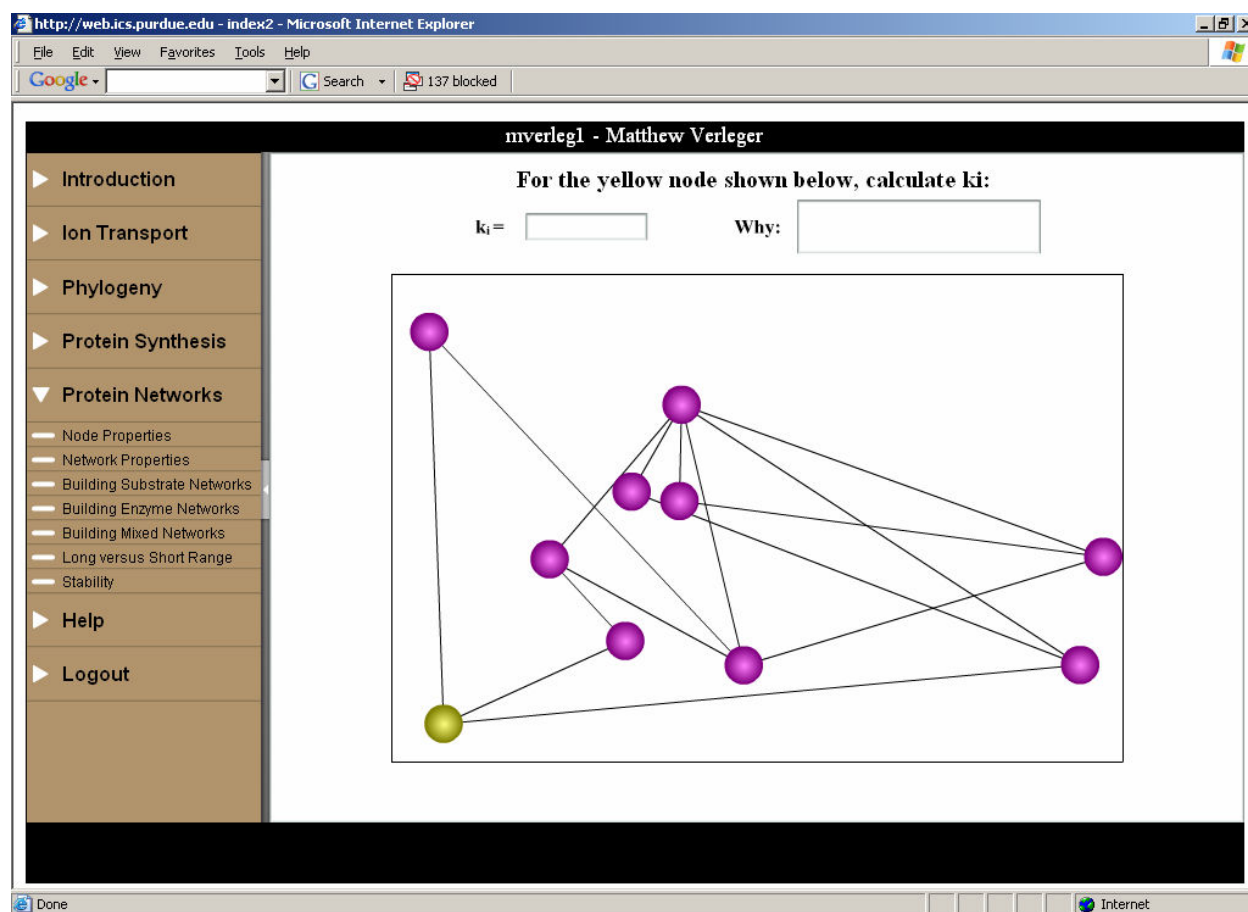 http://web.ics.purdue.edu - index2 - Microsoft Internet Explorer
File Edit View Favorites Tools Help
Google Search 137 blocked
mverleg1 - Matthew Verleger
Introduction
Ion Transport
Phylogeny
Protein Synthesis
Protein Networks
Node Properties
Network Properties
Building Substrate Networks
Building Enzyme Networks
Building Mixed Networks
Long versus Short Range
Stability
Help
Logout
For the yellow node shown below, calculate ki:
ki = Why:
Done Internet